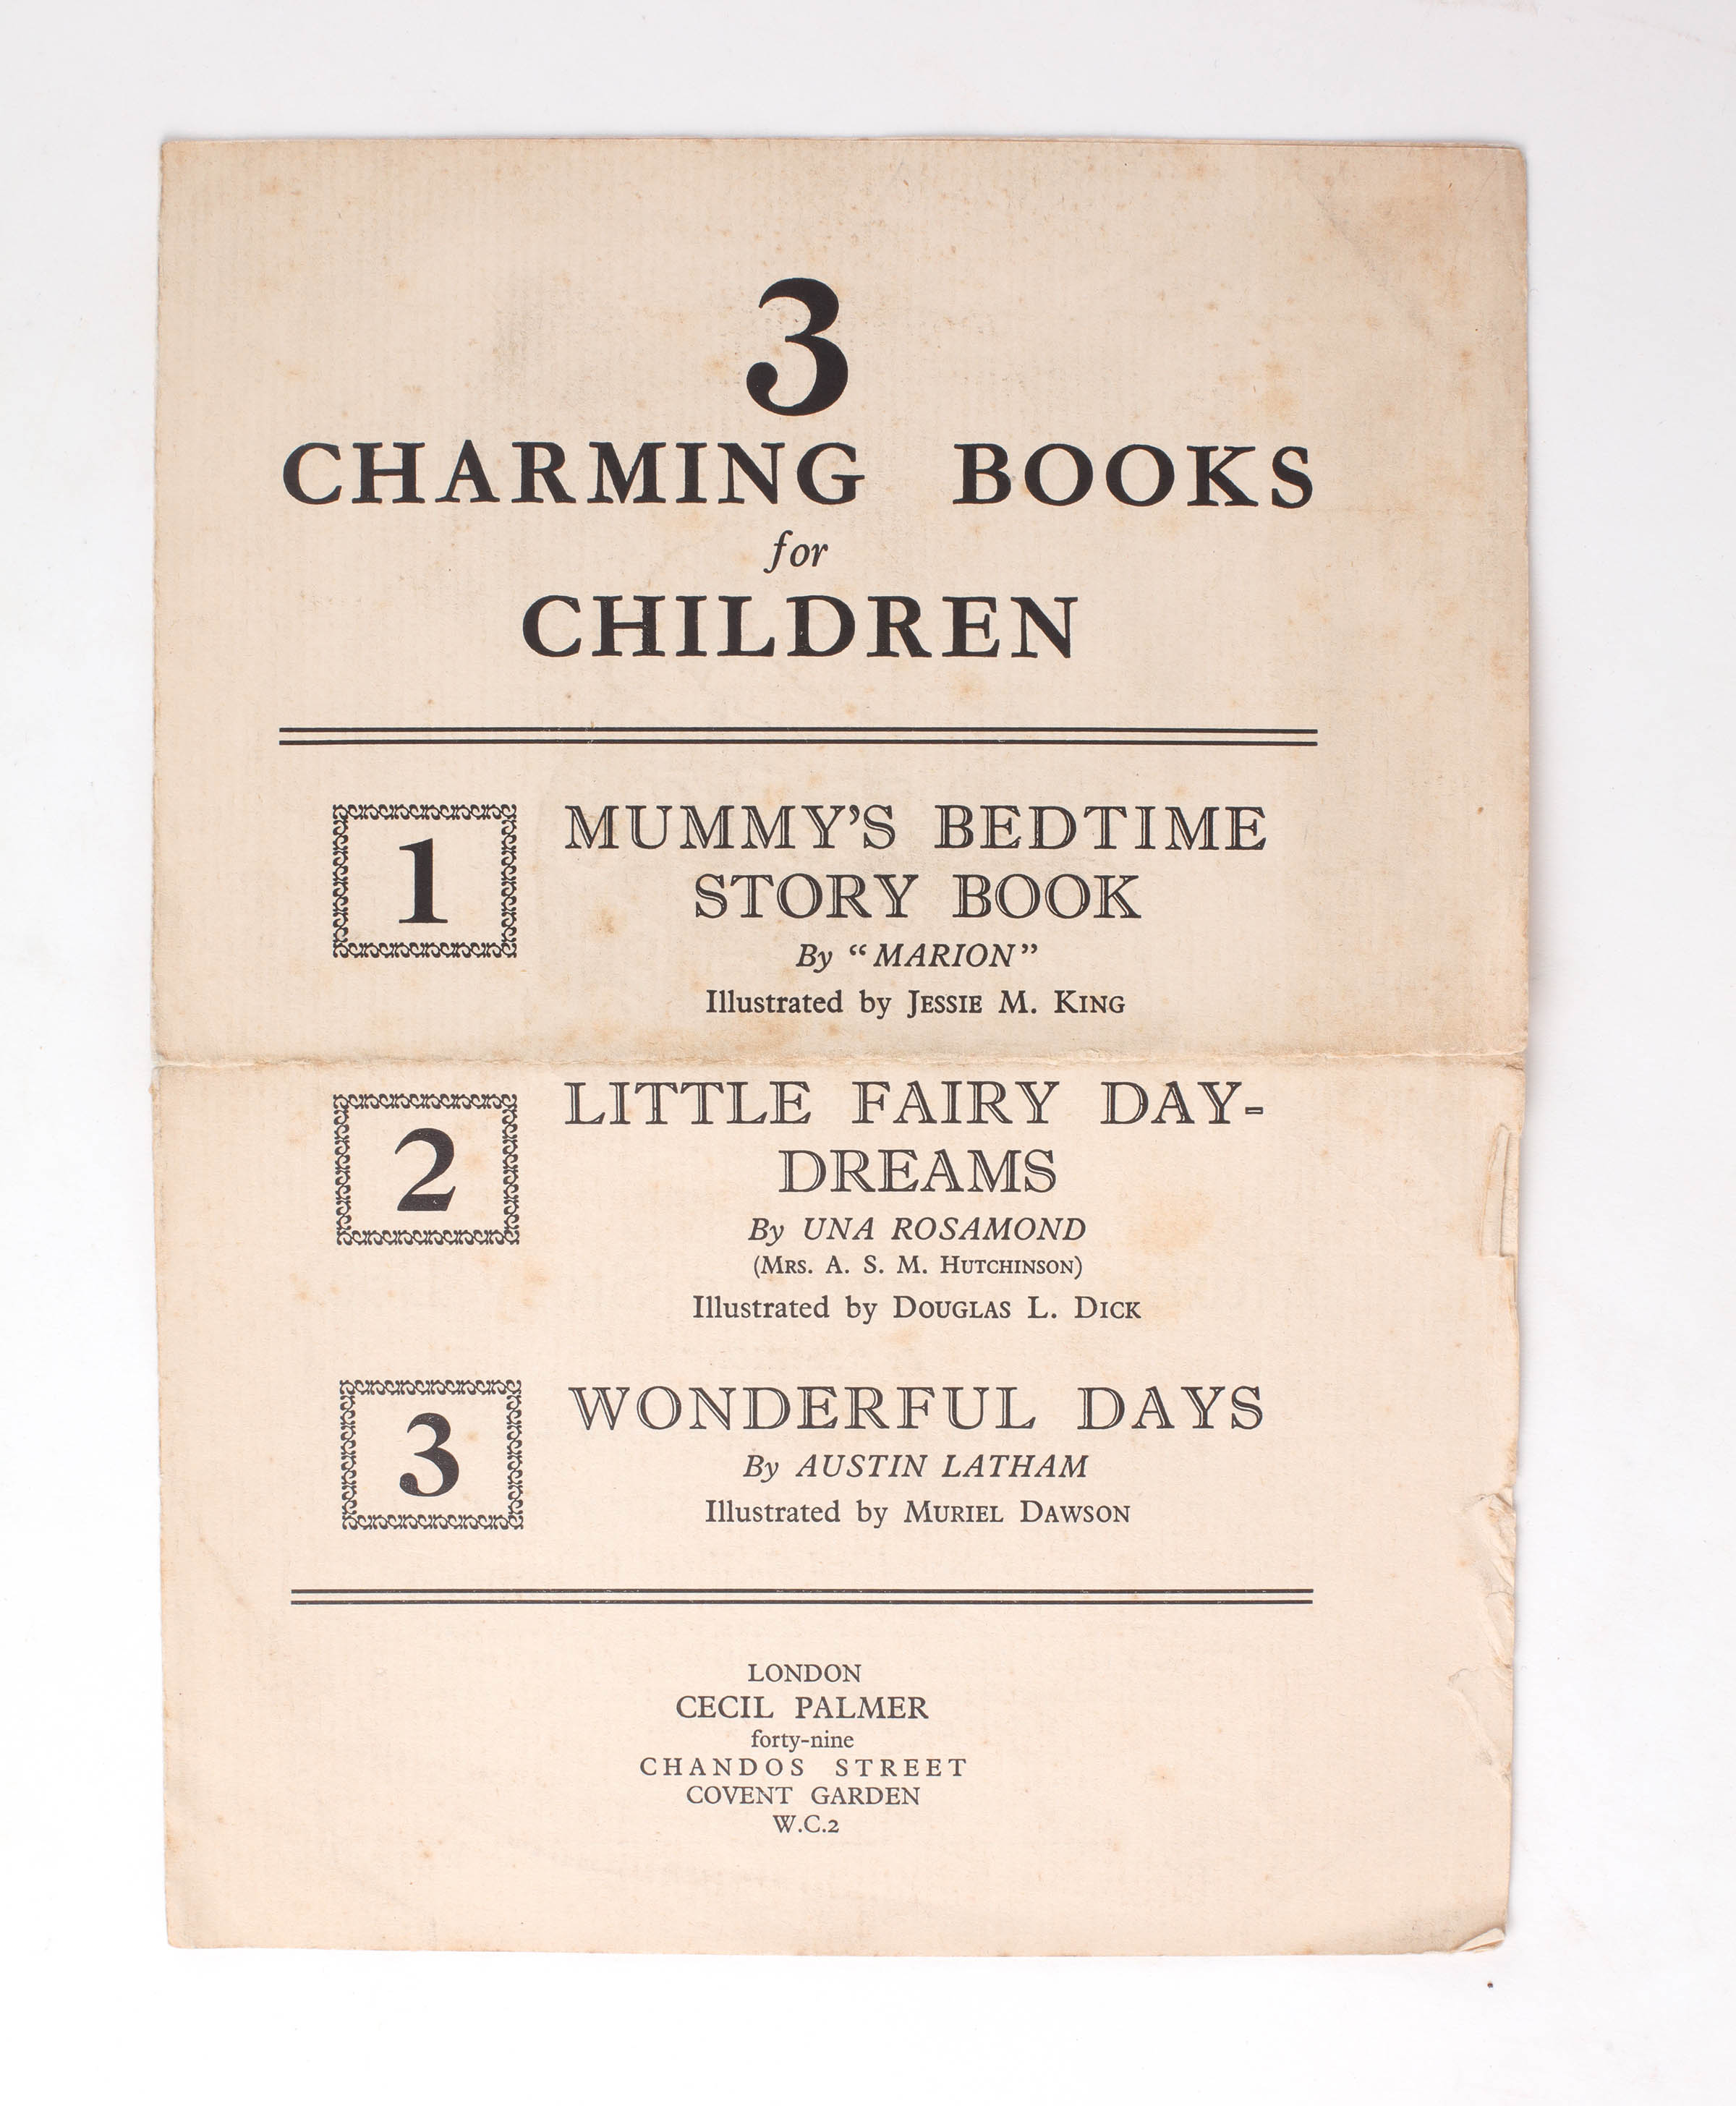 3
CHARMING BOOKS
for
CHILDREN
1
MUMMY'S BEDTIME
STORY BOOK
By "MARION"
Illustrated by JESSIE M. KING
2
LITTLE FAIRY DAY-
DREAMS
By UNA ROSAMOND
(MRS. A. S. M. HUTCHINSON)
Illustrated by DOUGLAS L. DICK
3
WONDERFUL DAYS
By AUSTIN LATHAM
Illustrated by MURIEL DAWSON
LONDON
CECIL PALMER
forty-nine
CHANDOS STREET
COVENT GARDEN
W.C.2